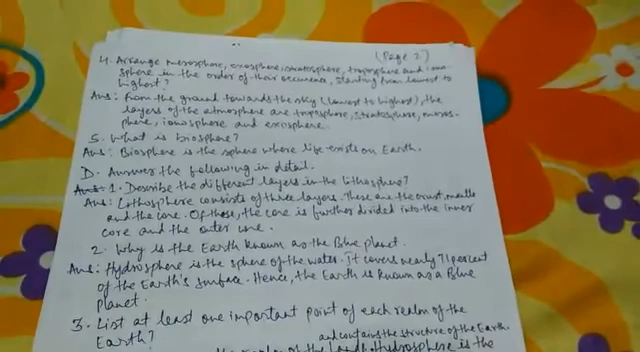 (Page 2)
4. Arrange mesosphere, exosphere, stratosphere, troposphere and iono-
sphere in the order of their occurence, starting from lowest to
highest?
Ans: From the ground towards the sky (lowest to highest), the
layers of the atmosphere are troposphere, stratosphere, meso-
phere, ionosphere and exosphere.
5. What is biosphere?
Ans: Biosphere is the sphere where life exists on Earth.
D. Answer the following in detail.
1. Describe the different layers in the lithosphere?
Ans: Lithosphere consists of three layers. These are the crust, mantle
and the core. Of these, the core is further divided into the inner
core and the outer core.
2. Why is the Earth known as the Blue planet.
Ans: Hydrosphere is the sphere of the water. It covers nearly 71 percent
of the Earth's surface. Hence, the Earth is known as a Blue
planet.
3. List at least one important point of each realm of the
Earth?
and contains the structure of the Earth.
of the Land. Hydrosphere is the